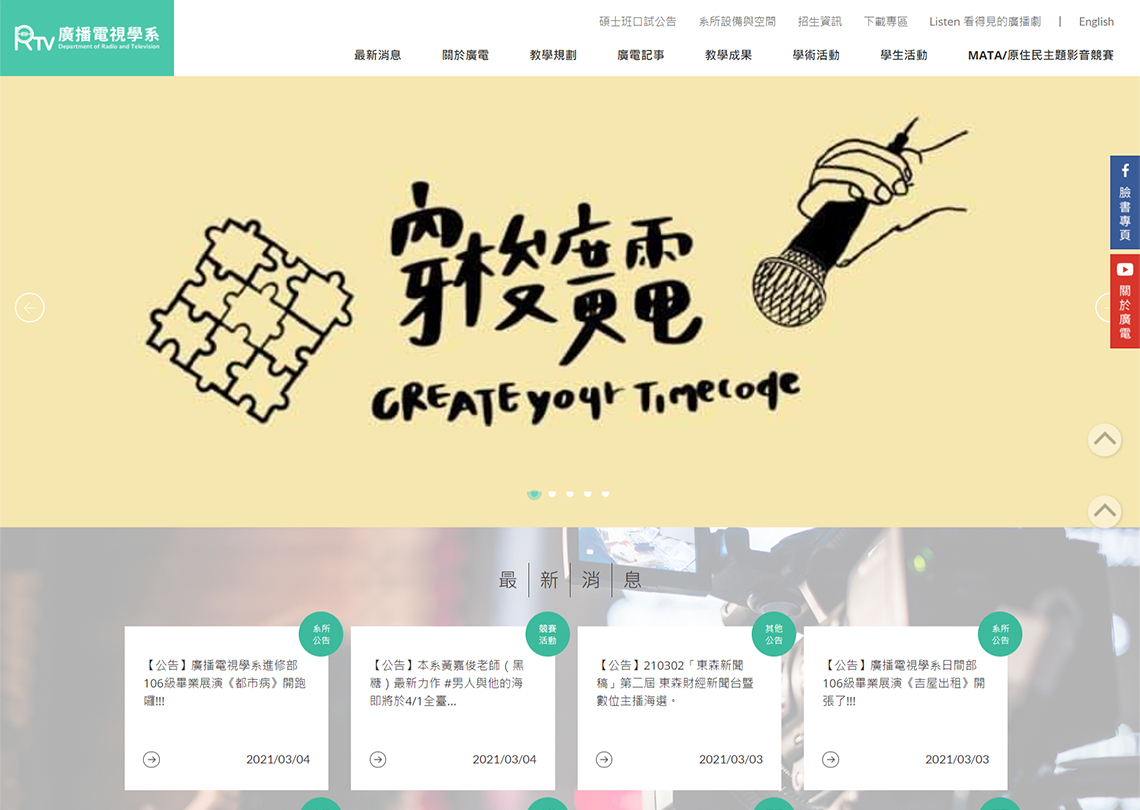 RTV 廣播電視學系
Department of Radio and Television
碩士班口試公告 系所設備與空間 招生資訊 下載專區 Listen 看得見的廣播劇 | English
最新消息 關於廣電 教學規劃 廣電記事 教學成果 學術活動 學生活動 MATA/原住民主題影音競賽
穿梭廣電
CREATE your Timecode
臉書專頁
關於廣電
最新消息
系所
公告
【公告】廣播電視學系進修部
106級畢業展演《都市病》開跑
囉!!!
2021/03/04
競賽
活動
【公告】本系黃嘉俊老師（黑
糖）最新力作 #男人與他的海
即將於4/1全臺...
2021/03/04
其他
公告
【公告】210302「東森新聞
稿」第二屆 東森財經新聞台暨
數位主播海選。
2021/03/03
系所
公告
【公告】廣播電視學系日間部
106級畢業展演《吉屋出租》開
張了!!!
2021/03/03